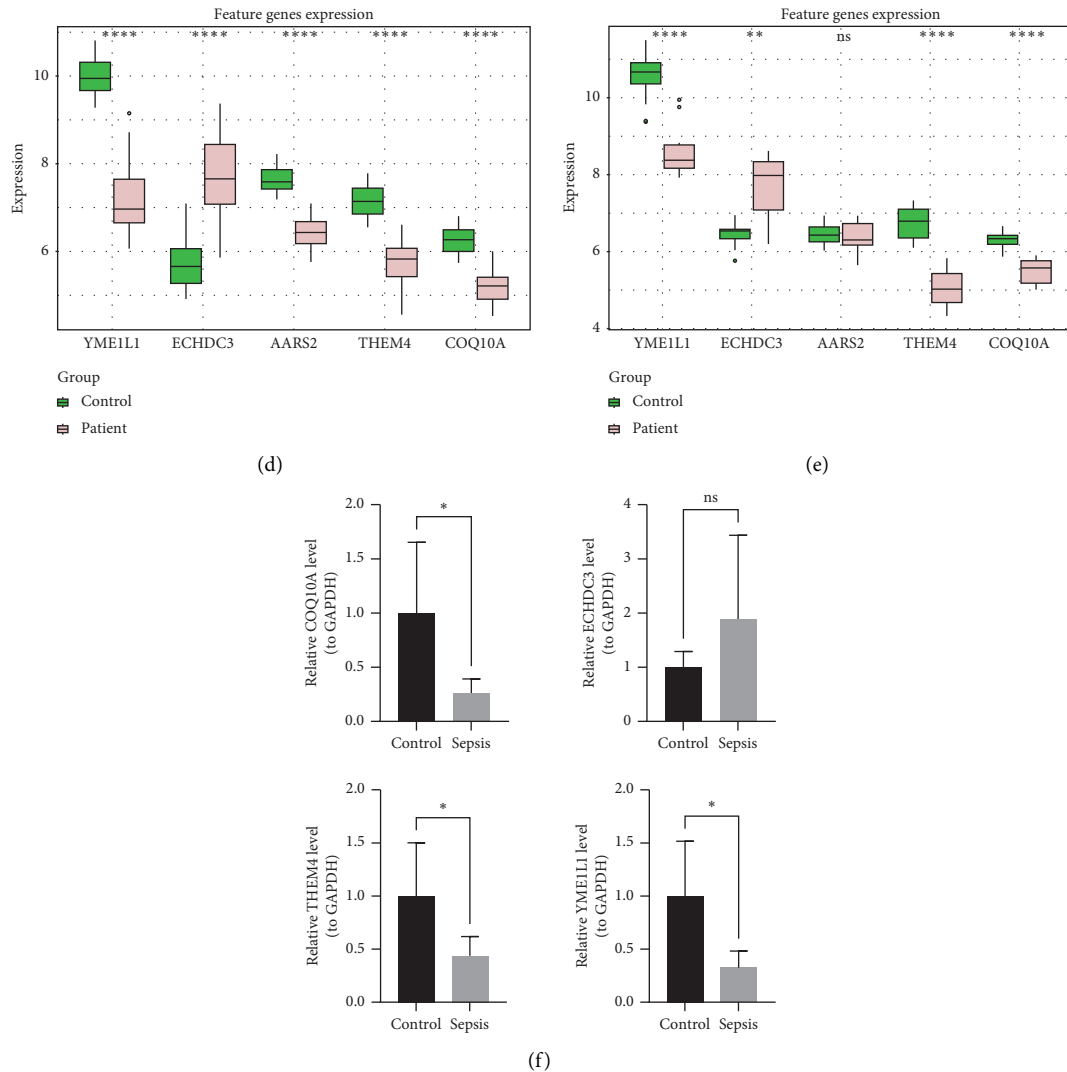 Feature genes expression
**** **** **** **** ****
Expression
10
8
6
YME1L1 ECHDC3 AARS2 THEM4 COQ10A
Group
Control
Patient
(d)
Feature genes expression
**** ** ns **** ****
Expression
10
8
6
4
YME1L1 ECHDC3 AARS2 THEM4 COQ10A
Group
Control
Patient
(e)
Relative COQ10A level
(to GAPDH)
2.0
1.5
1.0
0.5
0.0
*
Control Sepsis
Relative ECHDC3 level
(to GAPDH)
4
3
2
1
0
ns
Control Sepsis
Relative THEM4 level
(to GAPDH)
2.0
1.5
1.0
0.5
0.0
*
Control Sepsis
Relative YME1L1 level
(to GAPDH)
2.0
1.5
1.0
0.5
0.0
*
Control Sepsis
(f)